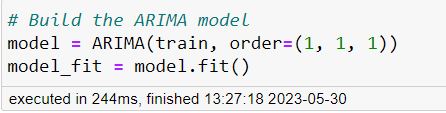 # Build the ARIMA model
model = ARIMA(train, order=(1, 1, 1))
model_fit = model.fit()
executed in 244ms, finished 13:27:18 2023-05-30